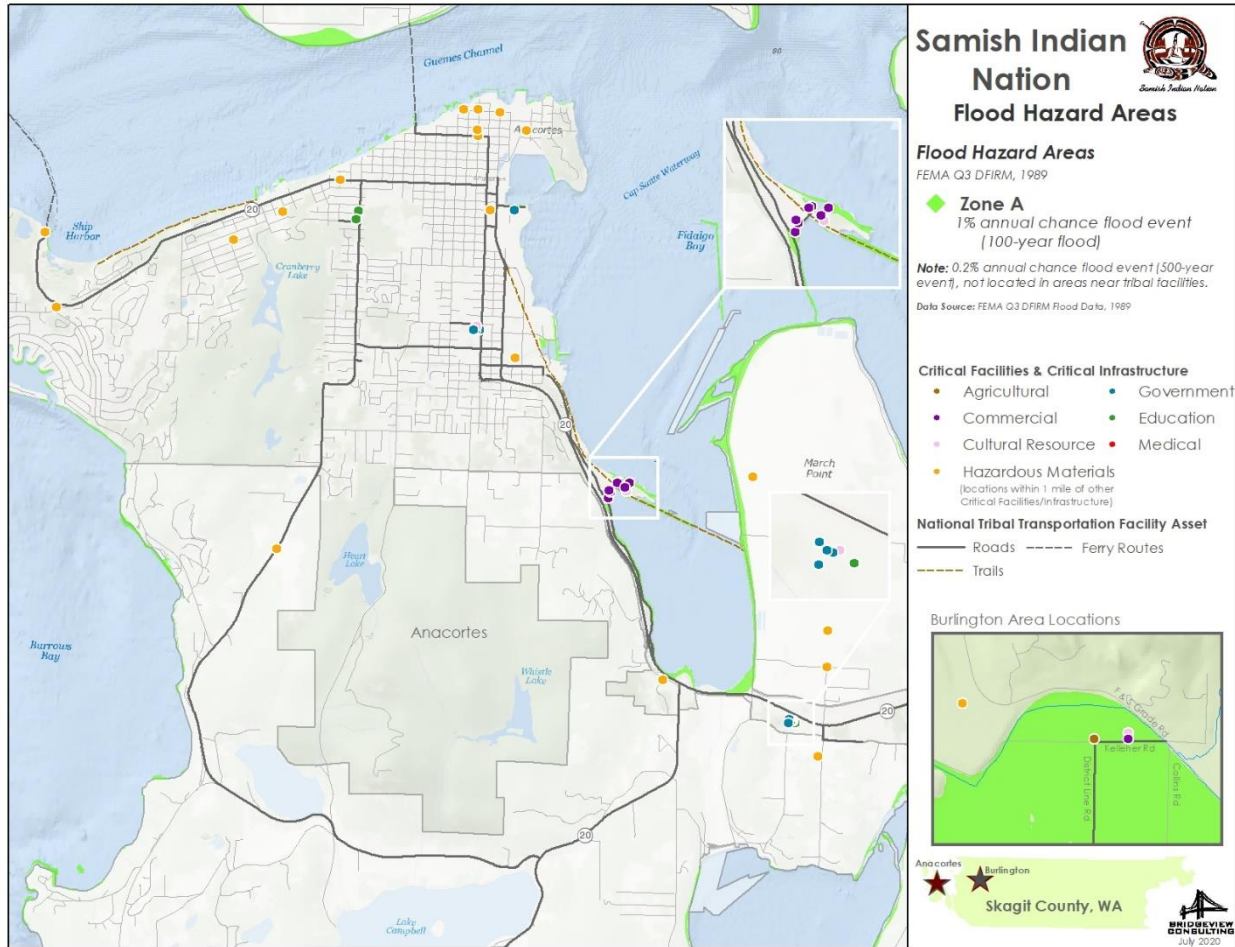 Guemes Channel
80
Anacortes
Cap Sante Waterway
Ship
Harbor
20
Cranberry
Lake
Fidalgo
Bay
20
March
Point
Heart
Lake
Anacortes
Burrows
Bay
Whistle
Lake
20
20
Lake
Campbell
Samish Indian
Nation
Samish Indian Nation
Flood Hazard Areas
Flood Hazard Areas
FEMA Q3 DFIRM, 1989
Zone A
1% annual chance flood event
(100-year flood)
Note: 0.2% annual chance flood event (500-year
event), not located in areas near tribal facilities.
Data Source: FEMA Q3 DFIRM Flood Data, 1989
Critical Facilities & Critical Infrastructure
Agricultural
Government
Commercial
Education
Cultural Resource
Medical
Hazardous Materials
(locations within 1 mile of other
Critical Facilities/Infrastructure)
National Tribal Transportation Facility Asset
Roads
Ferry Routes
Trails
Burlington Area Locations
F & S Grade Rd
Kelleher Rd
District Line Rd
Collins Rd
Anacortes
Burlington
Skagit County, WA
BRIDGEVIEW
CONSULTING
July 2020